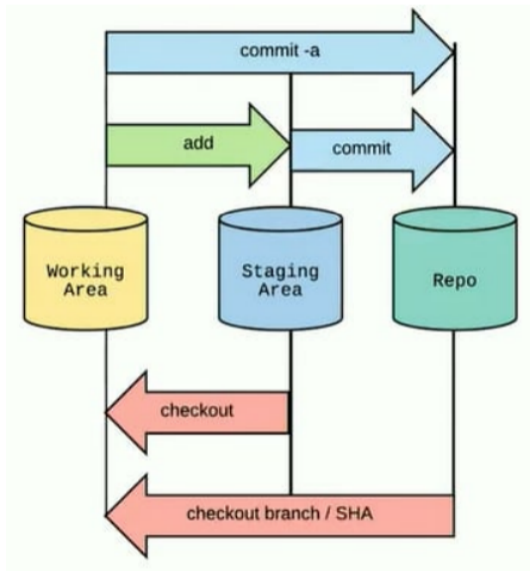 commit -a
add
commit
Working
Area
Staging
Area
Repo
checkout
checkout branch / SHA